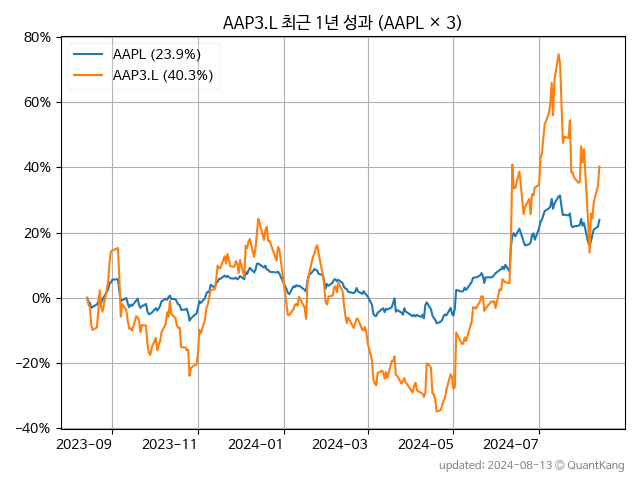 AAP3.L 최근 1년 성과 (AAPL × 3)
80%
AAPL (23.9%)
AAP3.L (40.3%)
60%
40%
20%
0%
−20%
−40%
2023-09 2023-11 2024-01 2024-03 2024-05 2024-07
updated: 2024-08-13 © QuantKang